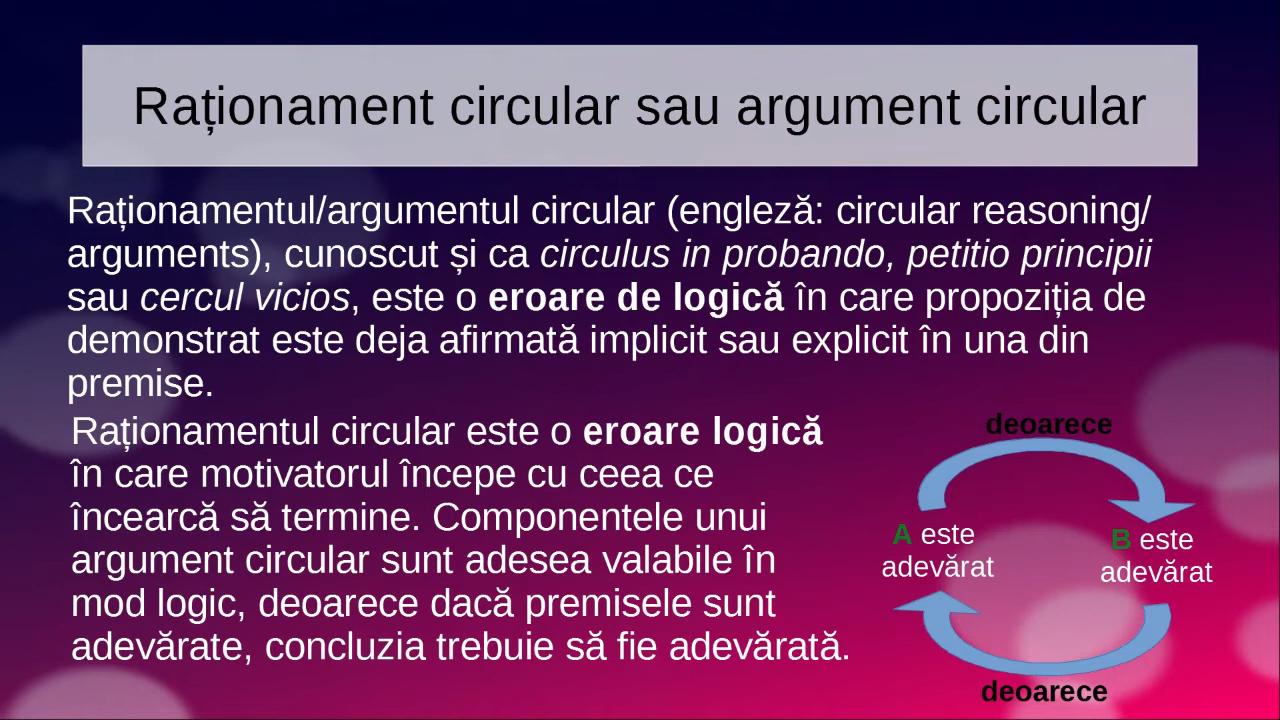 Raționament circular sau argument circular
Raționamentul/argumentul circular (engleză: circular reasoning/
arguments), cunoscut și ca circulus in probando, petitio principii
sau cercul vicios, este o eroare de logică în care propoziția de
demonstrat este deja afirmată implicit sau explicit în una din
premise.
Raționamentul circular este o eroare logică
în care motivatorul începe cu ceea ce
încearcă să termine. Componentele unui
argument circular sunt adesea valabile în
mod logic, deoarece dacă premisele sunt
adevărate, concluzia trebuie să fie adevărată.
deoarece
A este
adevărat
B este
adevărat
deoarece